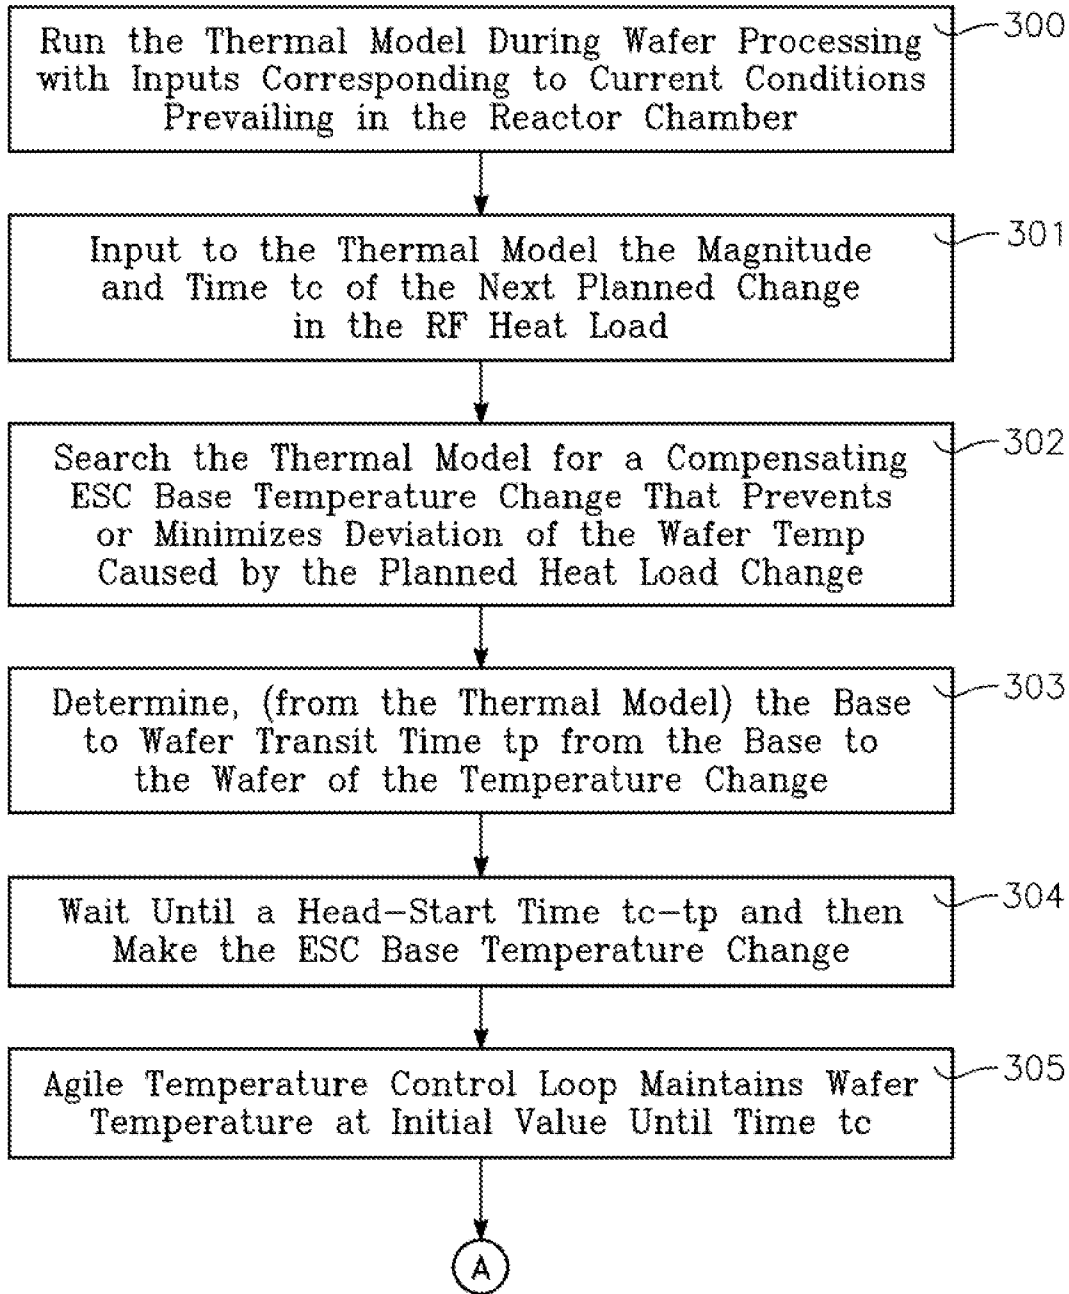 Run the Thermal Model During Wafer Processing
with Inputs Corresponding to Current Conditions
Prevailing in the Reactor Chamber
300
Input to the Thermal Model the Magnitude
and Time tc of the Next Planned Change
in the RF Heat Load
301
Search the Thermal Model for a Compensating
ESC Base Temperature Change That Prevents
or Minimizes Deviation of the Wafer Temp
Caused by the Planned Heat Load Change
302
Determine, (from the Thermal Model) the Base
to Wafer Transit Time tp from the Base to
the Wafer of the Temperature Change
303
Wait Until a Head-Start Time tc-tp and then
Make the ESC Base Temperature Change
304
Agile Temperature Control Loop Maintains Wafer
Temperature at Initial Value Until Time tc
305
A